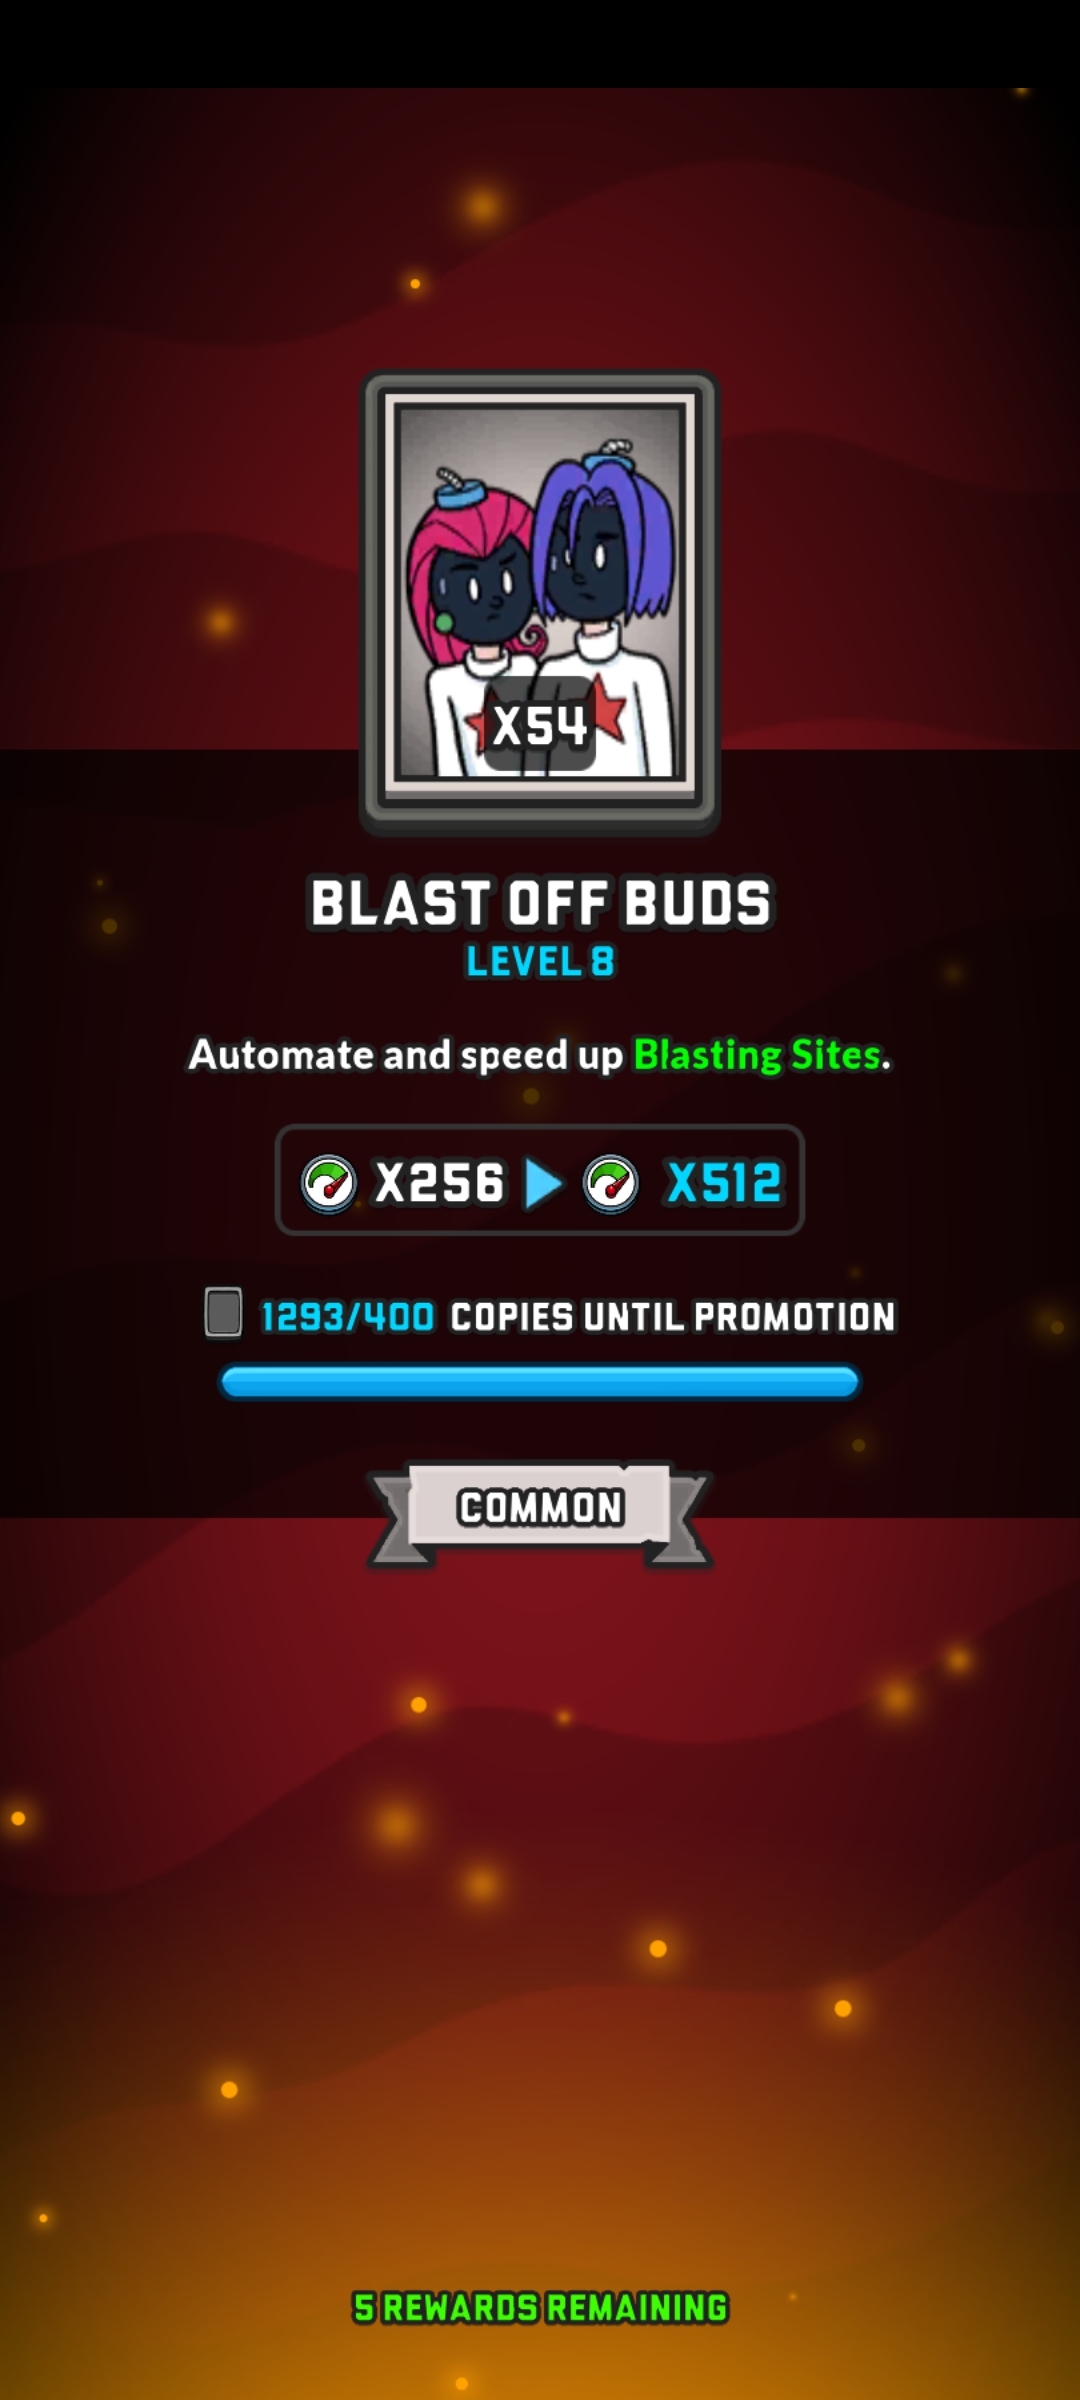 X54
BLAST OFF BUDS
LEVEL 8
Automate and speed up Blasting Sites.
X256 X512
1293/400 COPIES UNTIL PROMOTION
COMMON
5 REWARDS REMAINING